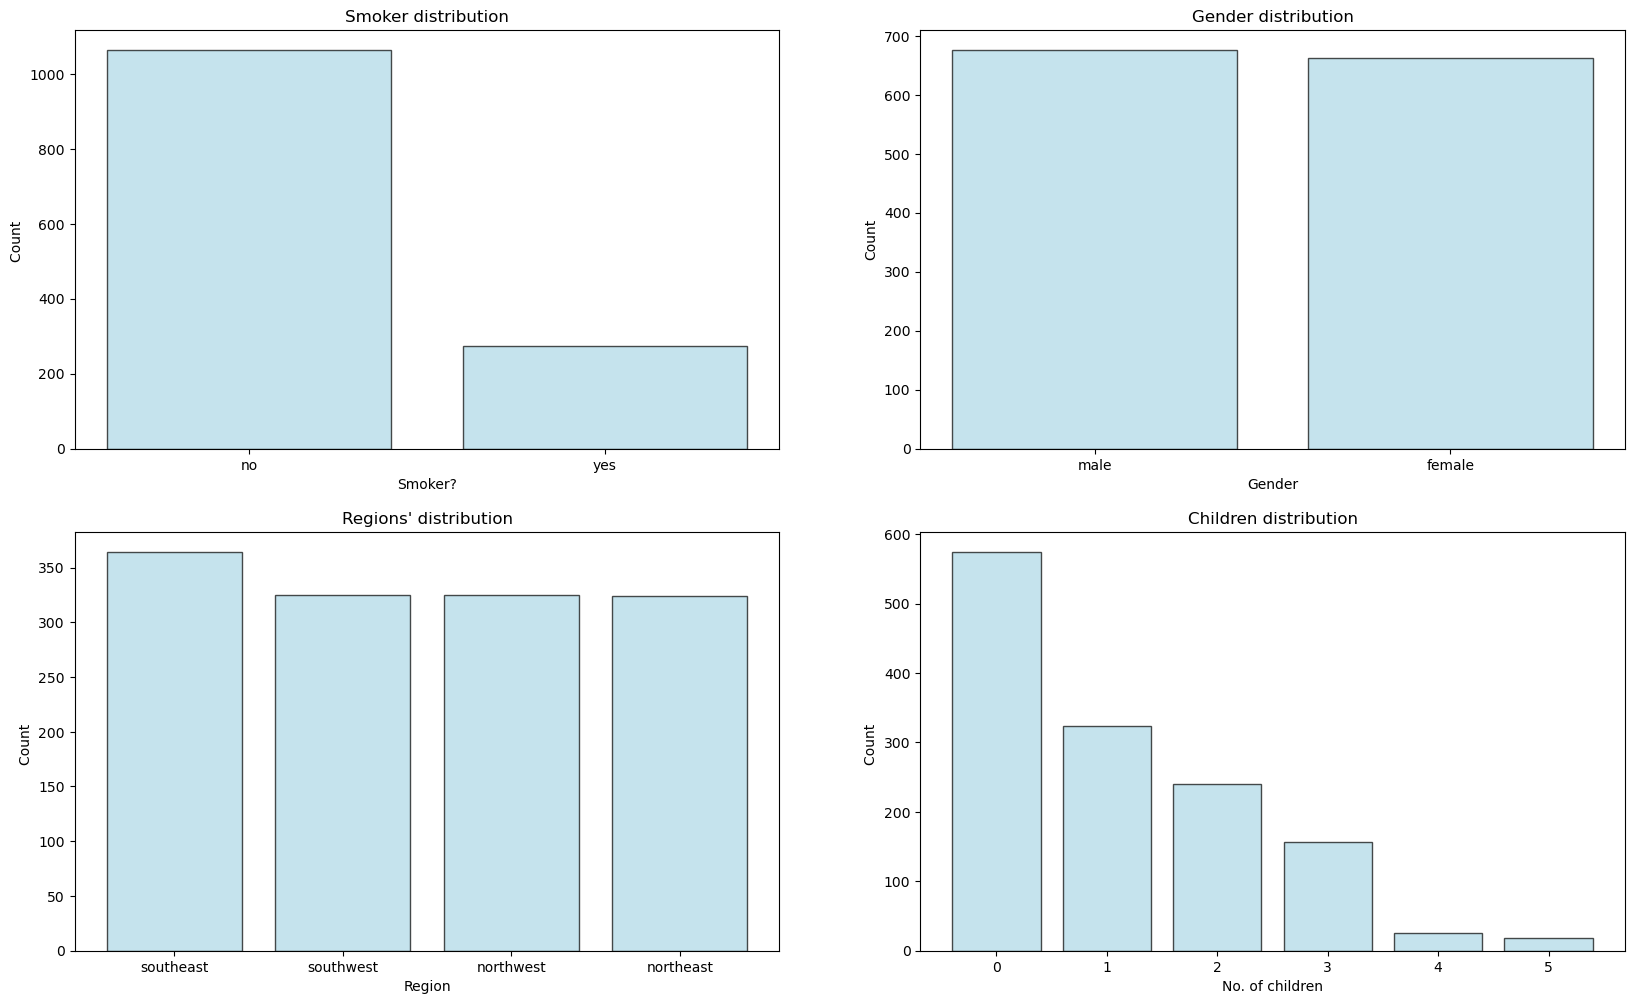 Smoker distribution
Count
1000
800
600
400
200
0
no
yes
Smoker?
Gender distribution
Count
700
600
500
400
300
200
100
0
male
female
Gender
Regions' distribution
Count
350
300
250
200
150
100
50
0
southeast
southwest
northwest
northeast
Region
Children distribution
Count
600
500
400
300
200
100
0
0
1
2
3
4
5
No. of children